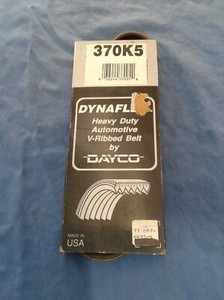 370K5
DYNAFL
Heavy Duty
Automotive
V-Ribbed Belt
by
DAYCO
MADE IN
USA